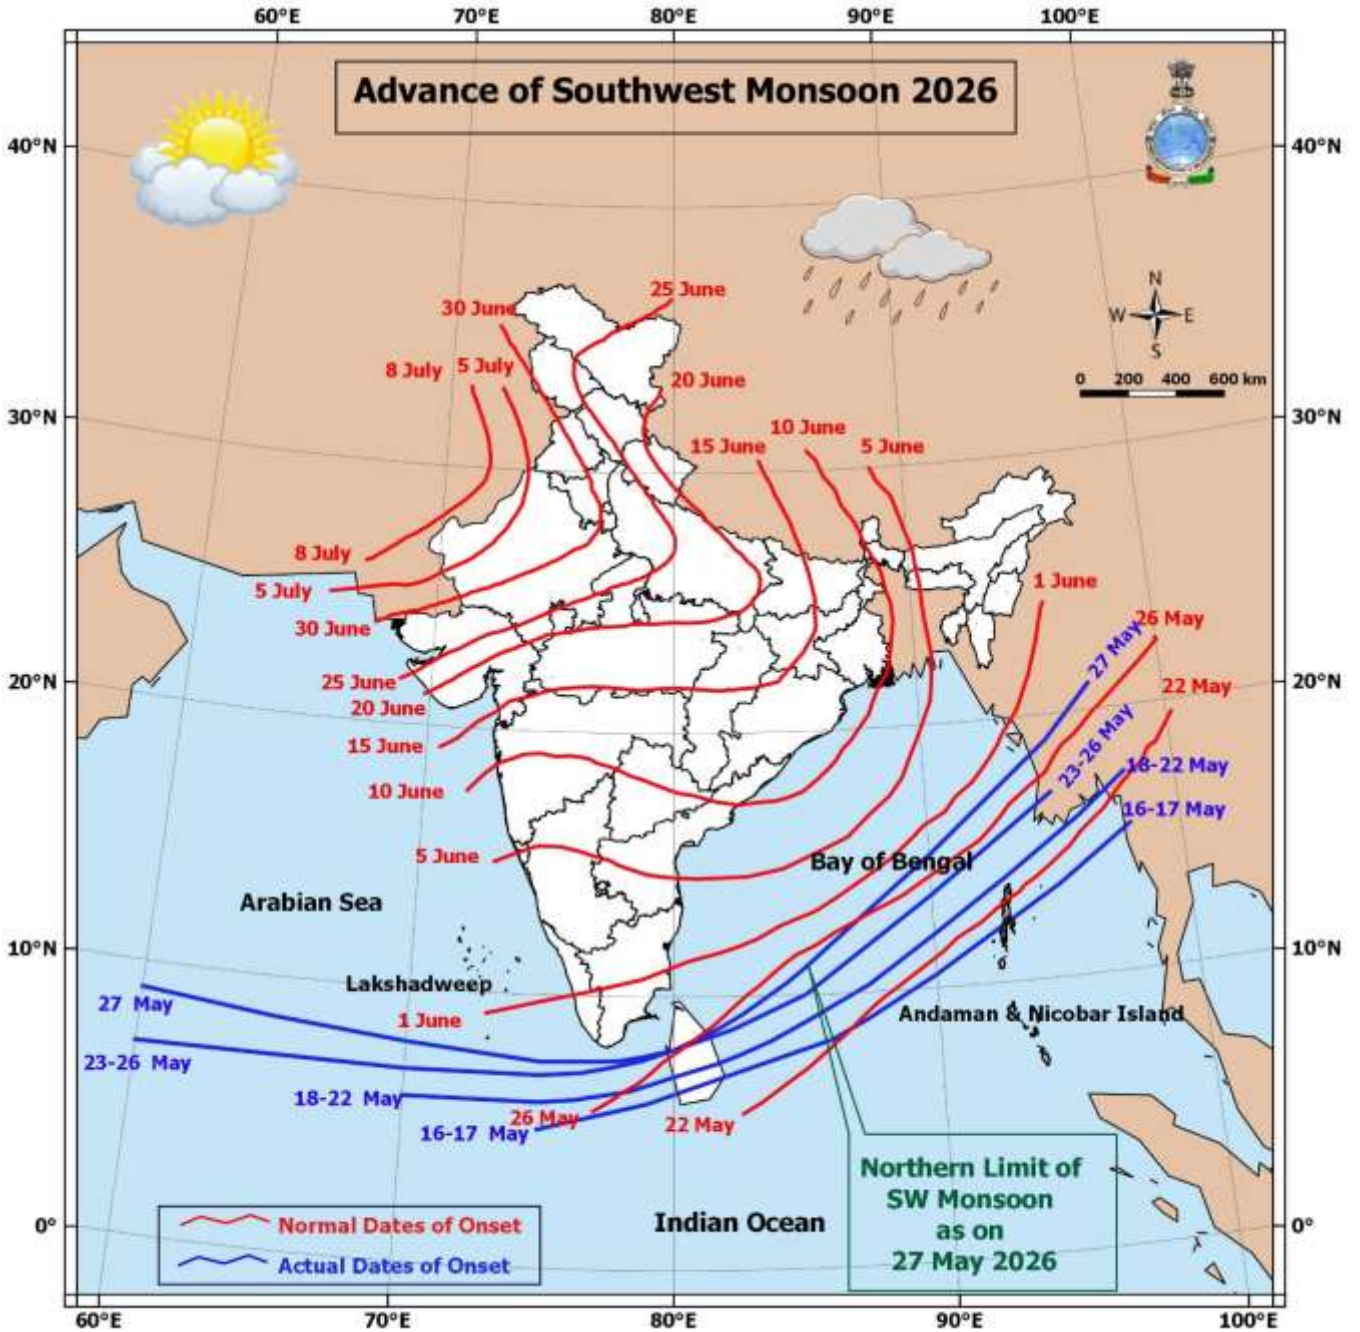 60°E 70°E 80°E 90°E 100°E
Advance of Southwest Monsoon 2026
40°N 40°N
N
W E
S
25 June
30 June
8 July 5 July
20 June
0 200 400 600 km
30°N 30°N
10 June
15 June 5 June
8 July
5 July
1 June
30 June
26 May
27 May
25 June
20°N 20°N
22 May
20 June
15 June
23-26 May
18-22 May
10 June
16-17 May
5 June
Bay of Bengal
Arabian Sea
10°N 10°N
Lakshadweep
27 May
1 June
Andaman & Nicobar Island
23-26 May
18-22 May
26 May
22 May
16-17 May
Northern Limit of
SW Monsoon
as on
27 May 2026
0° 0°
Indian Ocean
Normal Dates of Onset
Actual Dates of Onset
60°E 70°E 80°E 90°E 100°E